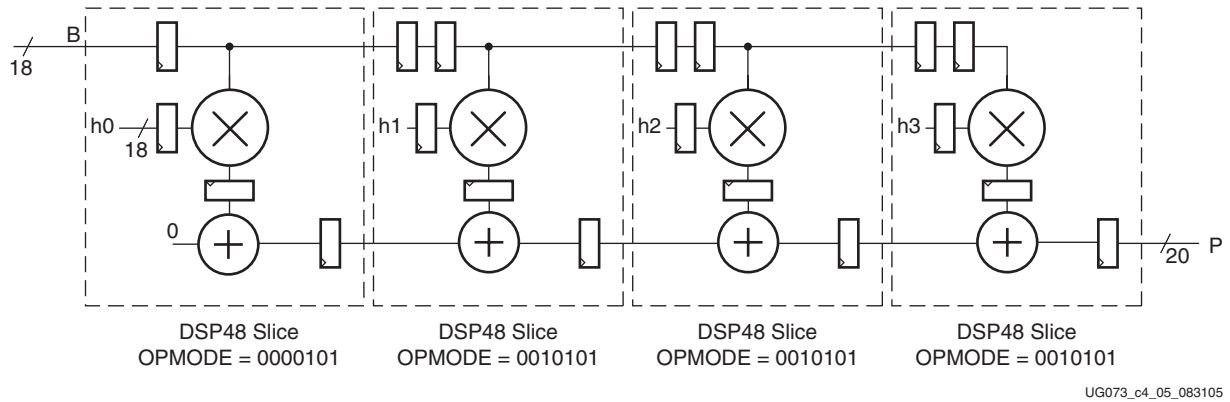 B
18
h0
18
h1
h2
h3
0
20
P
DSP48 Slice
OPMODE = 0000101
DSP48 Slice
OPMODE = 0010101
DSP48 Slice
OPMODE = 0010101
DSP48 Slice
OPMODE = 0010101
UG073_c4_05_083105